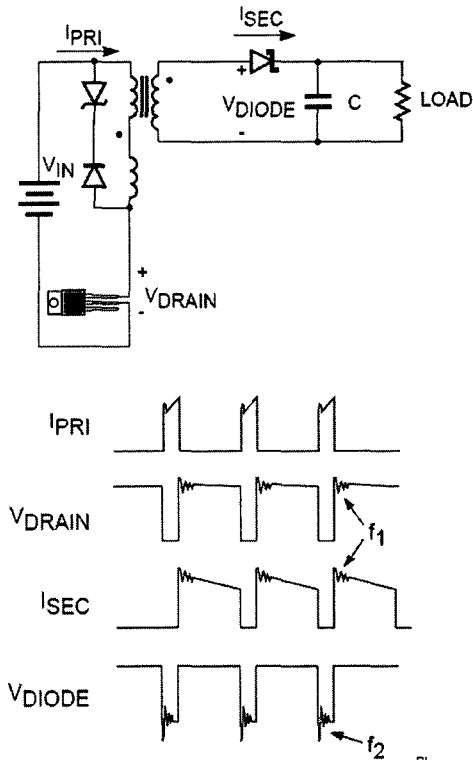 IPRI
ISEC
VIN
VDIODE
C
LOAD
+
-
+
-
VDRAIN
IPRI
VDRAIN
f1
ISEC
VDIODE
f2